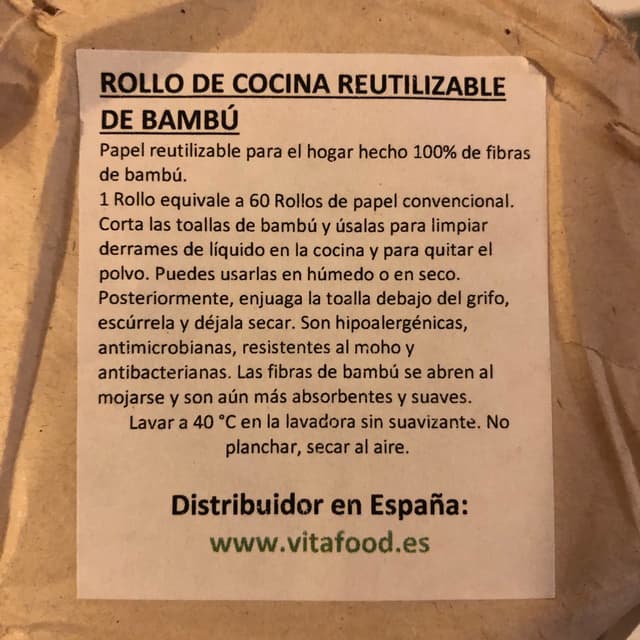 ROLLO DE COCINA REUTILIZABLE
DE BAMBÚ
Papel reutilizable para el hogar hecho 100% de fibras
de bambú.
1 Rollo equivale a 60 Rollos de papel convencional.
Corta las toallas de bambú y úsalas para limpiar
derrames de líquido en la cocina y para quitar el
polvo. Puedes usarlas en húmedo o en seco.
Posteriormente, enjuaga la toalla debajo del grifo,
escúrrela y déjala secar. Son hipoalergénicas,
antimicrobianas, resistentes al moho y
antibacterianas. Las fibras de bambú se abren al
mojarse y son aún más absorbentes y suaves.
Lavar a 40 °C en la lavadora sin suavizante. No
planchar, secar al aire.
Distribuidor en España:
www.vitafood.es